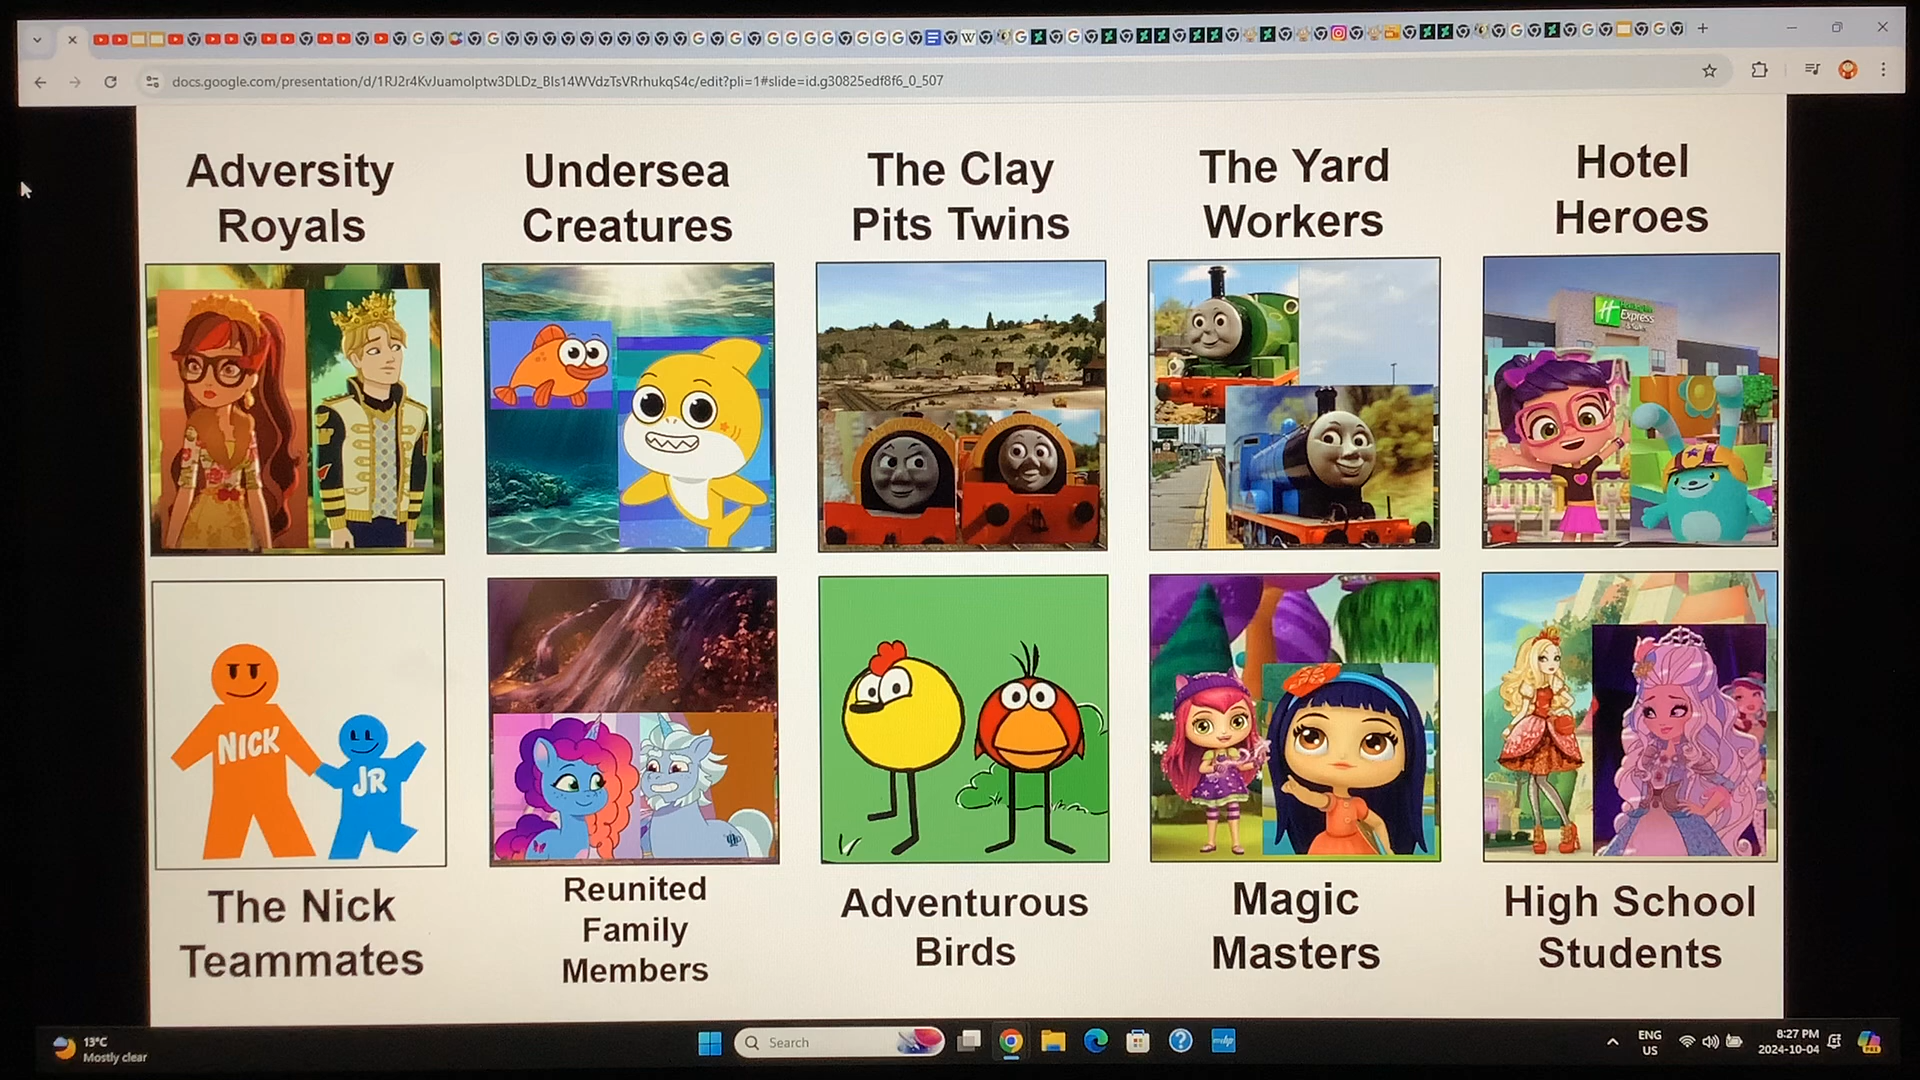 docs.google.com/presentation/d/1RJ2r4KvJuamoIptw3DLDz_BIs14WVdzTsVRrhukqS4c/edit?pli=1#slide=id.g30825edf8f6_0_507
Adversity
Royals
Undersea
Creatures
The Clay
Pits Twins
The Yard
Workers
Hotel
Heroes
H
Express
NICK
JR
The Nick
Teammates
Reunited
Family
Members
Adventurous
Birds
Magic
Masters
High School
Students
13°C
Mostly clear
Search
mhp
ENG
US
8:27 PM
2024-10-04